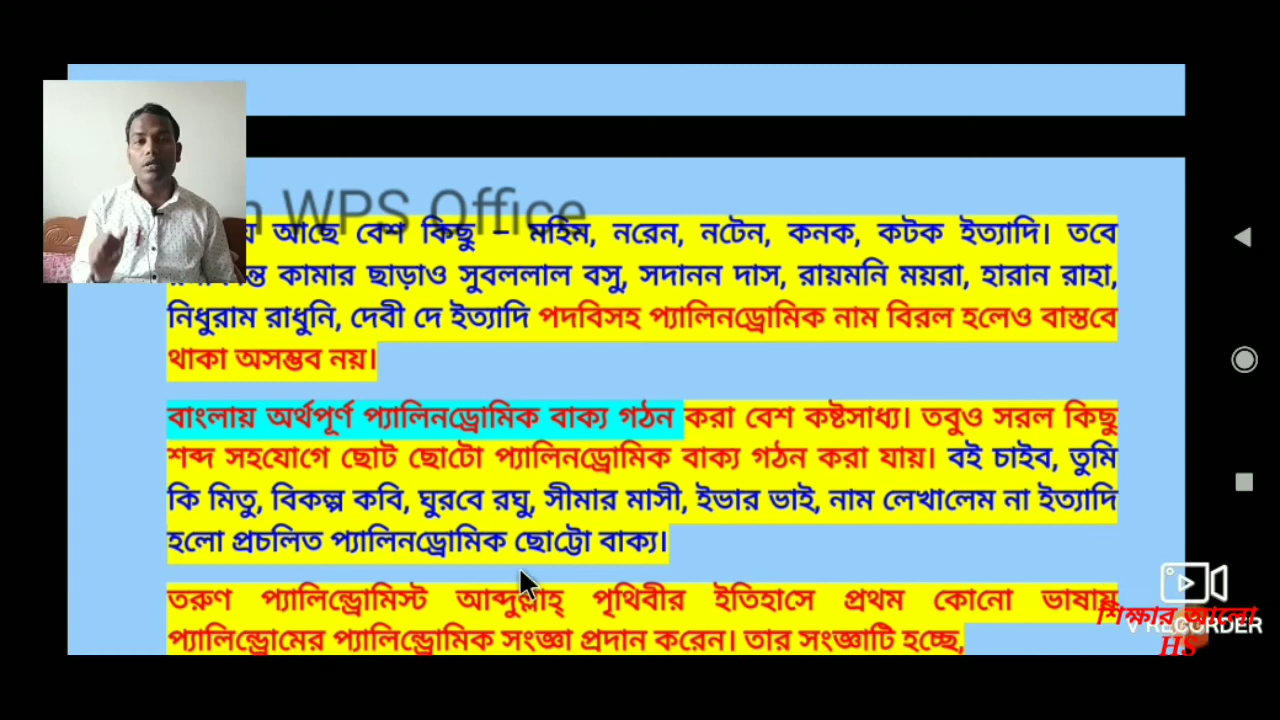 WPS Office
আছে বেশ কিছু – মহিম, নরেন, নটেন, কনক, কটক ইত্যাদি। তবে
কামার ছাড়াও সুবললাল বসু, সদানন দাস, রায়মনি ময়রা, হারান রাহা,
নিধুরাম রাধুনি, দেবী দে ইত্যাদি পদবিসহ প্যালিনড্রোমিক নাম বিরল হলেও বাস্তবে
থাকা অসম্ভব নয়।
বাংলায় অর্থপূর্ণ প্যালিনড্রোমিক বাক্য গঠন করা বেশ কষ্টসাধ্য। তবুও সরল কিছু
শব্দ সহযোগে ছোট ছোটো প্যালিনড্রোমিক বাক্য গঠন করা যায়। বই চাইব, তুমি
কি মিতু, বিকল্প কবি, ঘুরবে রঘু, সীমার মাসী, ইভার ভাই, নাম লেখালেম না ইত্যাদি
হলো প্রচলিত প্যালিনড্রোমিক ছোট্টো বাক্য।
তরুণ প্যালিন্ড্রোমিস্ট আব্দুল্লাহ্ পৃথিবীর ইতিহাসে প্রথম কোনো ভাষায়
প্যালিন্ড্রোমের প্যালিন্ড্রোমিক সংজ্ঞা প্রদান করেন। তার সংজ্ঞাটি হচ্ছে,
শিক্ষার আলো
RECORDER
HS